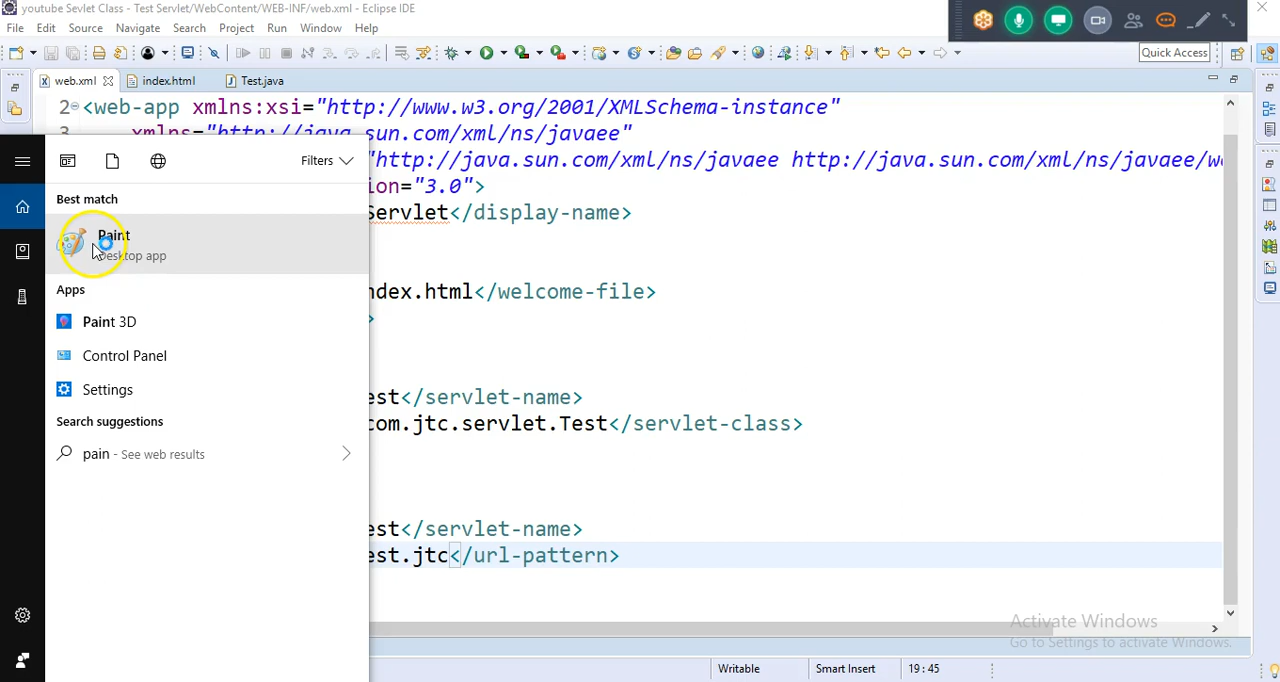 youtube Sevlet Class - Test Servlet/WebContent/WEB-INF/web.xml - Eclipse IDE
File Edit Source Navigate Search Project Run Window Help
Quick Access
web.xml index.html Test.java
2 <web-app xmlns:xsi="http://www.w3.org/2001/XMLSchema-instance"
3 xmlns="http://java.sun.com/xml/ns/javaee"
"http://java.sun.com/xml/ns/javaee http://java.sun.com/xml/ns/javaee/we
ion="3.0">
Servlet</display-name>
ndex.html</welcome-file>
>
est</servlet-name>
com.jtc.servlet.Test</servlet-class>
est</servlet-name>
est.jtc</url-pattern>
Filters
Best match
Paint
Desktop app
Apps
Paint 3D
Control Panel
Settings
Search suggestions
pain - See web results
Activate Windows
Go to Settings to activate Windows.
Writable Smart Insert 19:45